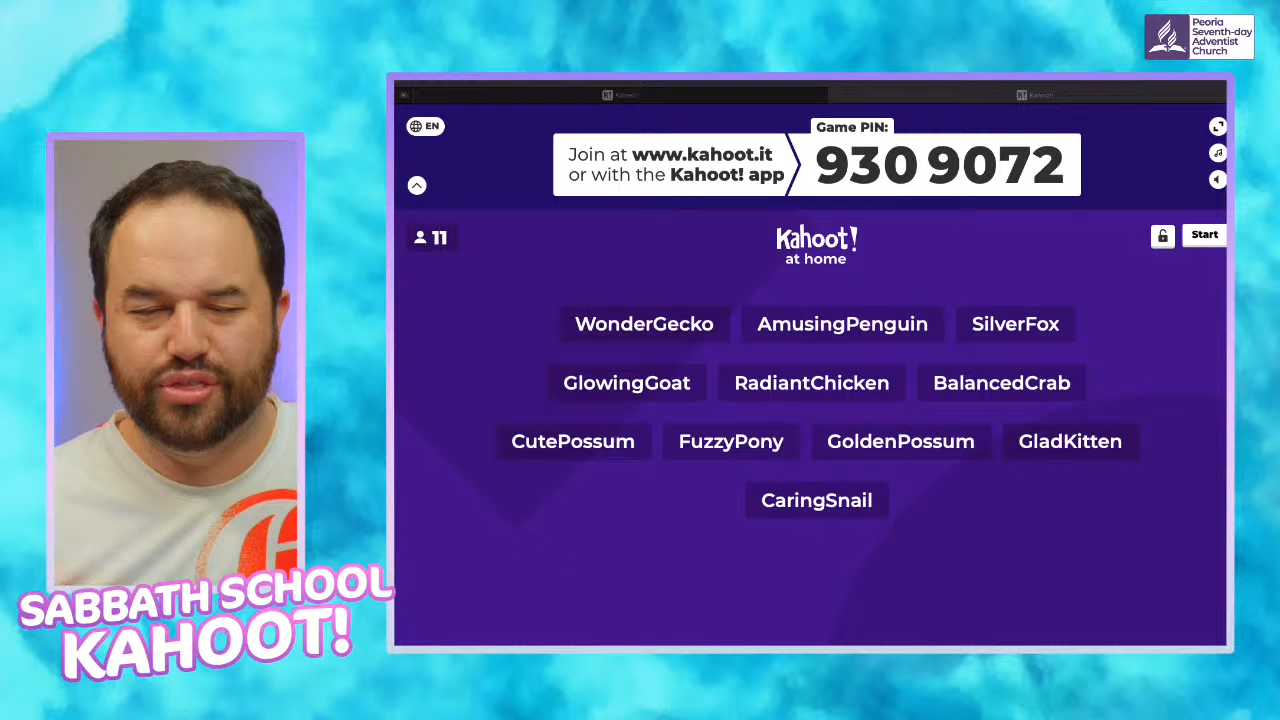 Peoria
Seventh-day
Adventist
Church
Kahoot!
Kahoot!
EN
Join at www.kahoot.it
or with the Kahoot! app
Game PIN:
930 9072
11
Kahoot!
at home
Start
WonderGecko AmusingPenguin SilverFox
GlowingGoat RadiantChicken BalancedCrab
CutePossum FuzzyPony GoldenPossum GladKitten
CaringSnail
SABBATH SCHOOL
KAHOOT!